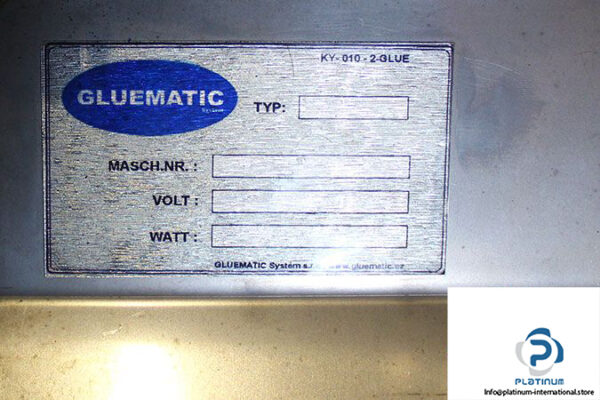 KY-010-2-GLUE
GLUEMATIC
System
TYP:
MASCH.NR. :
VOLT :
WATT :
GLUEMATIC System s.r. www.gluematic.cz
PLATINUM
Info@platinum-international.store